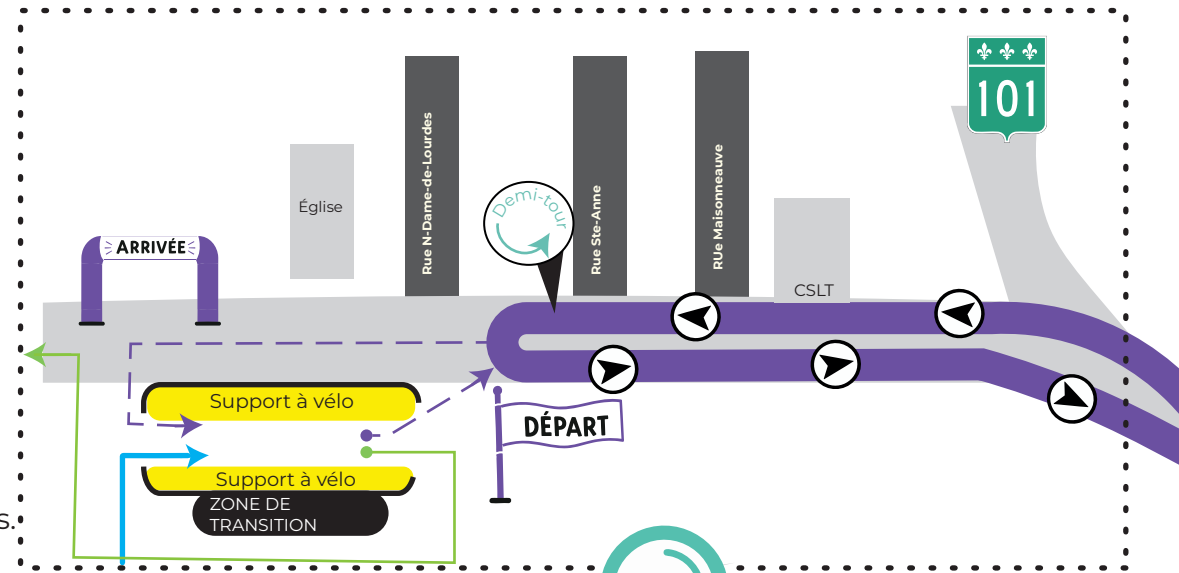 101
Rue N-Dame-de-Lourdes
Rue Ste-Anne
RUe Maisonneauve
Église
Demi-tour
ARRIVÉE
CSLT
Support à vélo
DÉPART
Support à vélo
ZONE DE
TRANSITION
s.